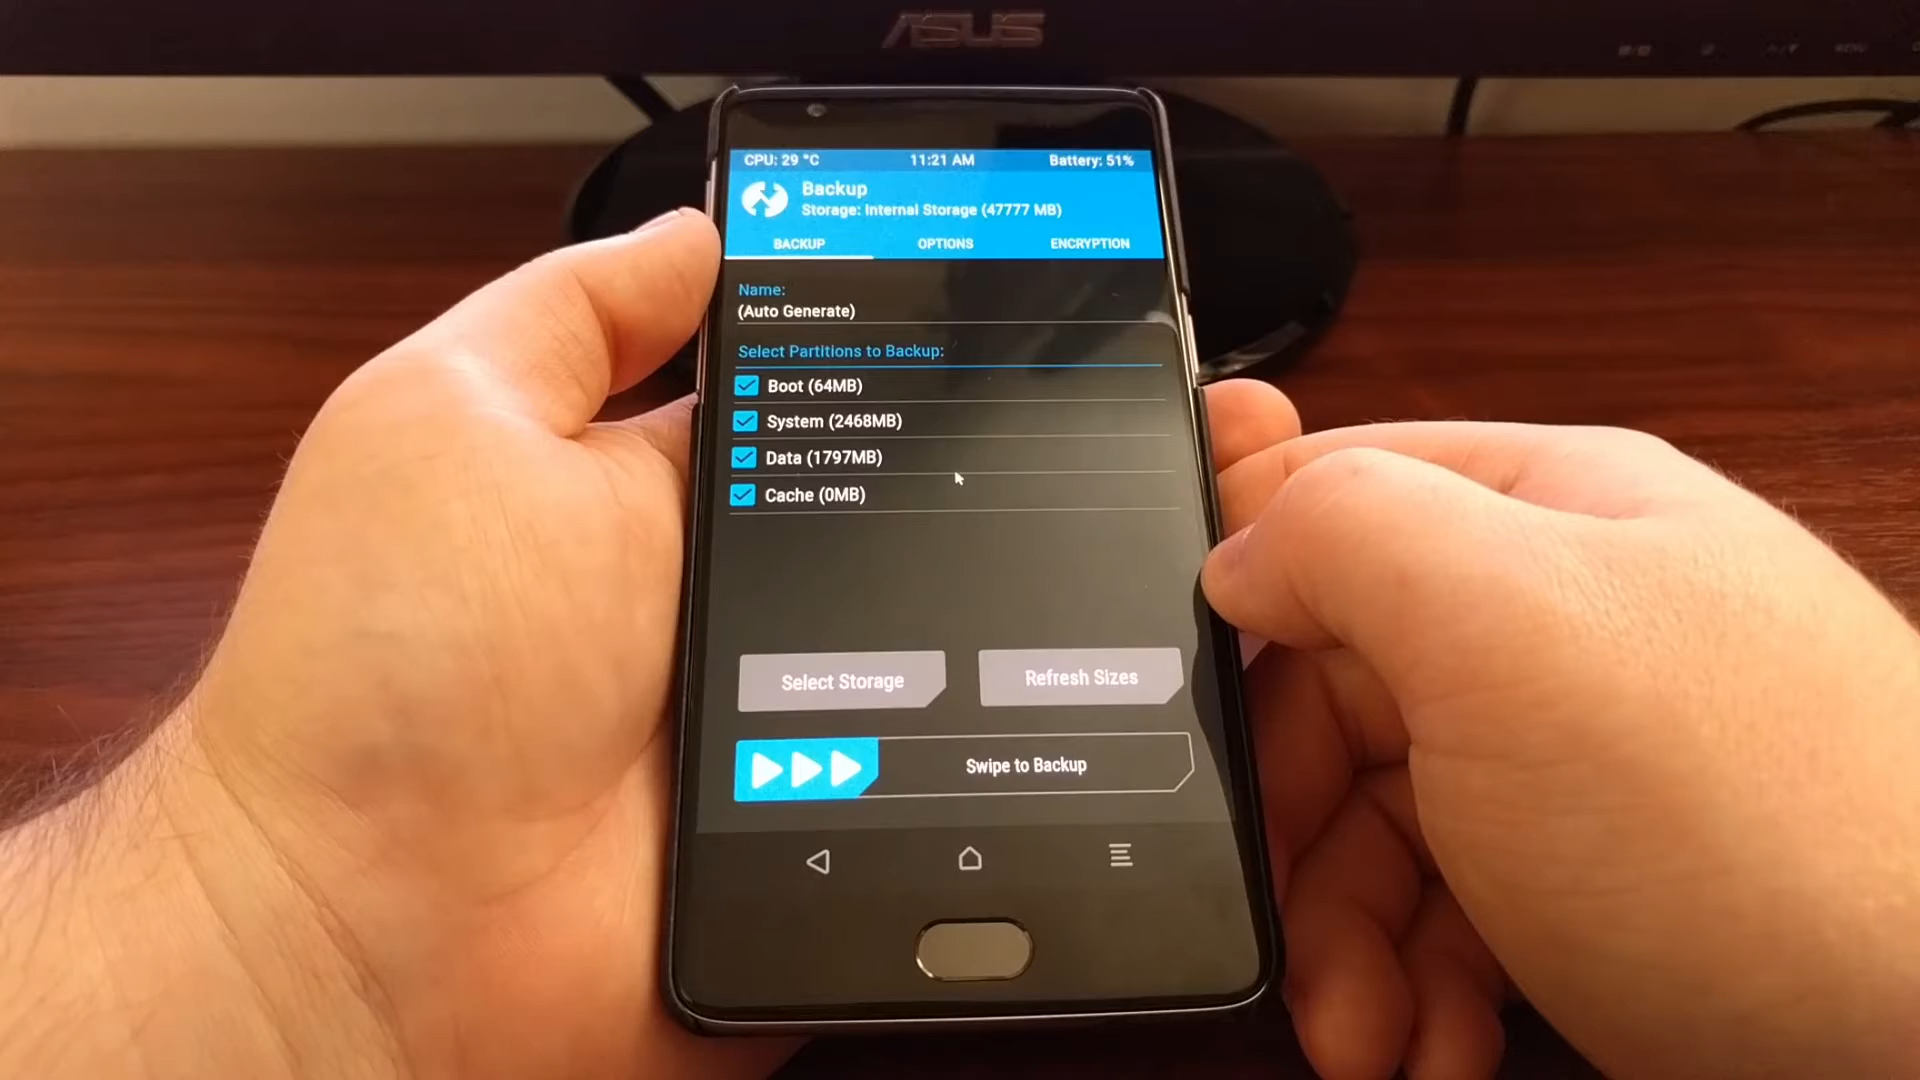 ASUS
MENU
CPU: 29 °C 11:21 AM Battery: 51%
Backup
Storage: Internal Storage (47777 MB)
BACKUP OPTIONS ENCRYPTION
Name:
(Auto Generate)
Select Partitions to Backup:
Boot (64MB)
System (2468MB)
Data (1797MB)
Cache (0MB)
Select Storage Refresh Sizes
Swipe to Backup